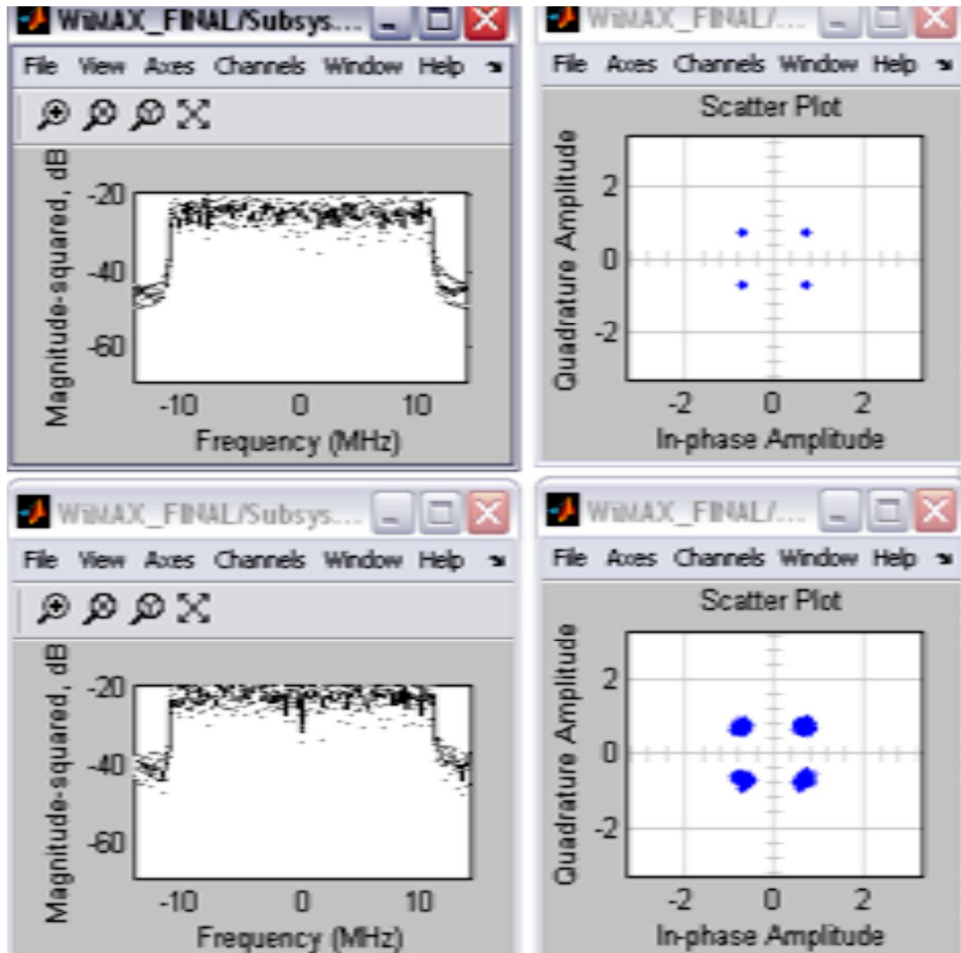 WiMAX_FINAL/Subsys....
File View Axes Channels Window Help
Magnitude-squared, dB
-20
-40
-60
-10 0 10
Frequency (MHz)
WiMAX_FINAL/....
File Axes Channels Window Help
Scatter Plot
Quadrature Amplitude
2
0
-2
-2 0 2
In-phase Amplitude
WiMAX_FINAL/Subsys....
File View Axes Channels Window Help
Magnitude-squared, dB
-20
-40
-60
-10 0 10
Frequency (MHz)
WiMAX_FINAL/....
File Axes Channels Window Help
Scatter Plot
Quadrature Amplitude
2
0
-2
-2 0 2
In-phase Amplitude